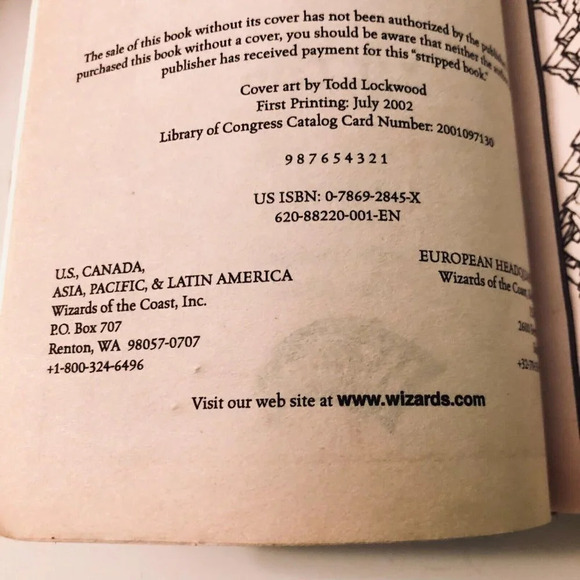 The sale of this book without its cover has not been authorized by the
purchased this book without a cover, you should be aware that neither the
publisher has received payment for this "stripped book."
Cover art by Todd Lockwood
First Printing: July 2002
Library of Congress Catalog Card Number: 2001097130
9 8 7 6 5 4 3 2 1
US ISBN: 0-7869-2845-X
620-88220-001-EN
U.S., CANADA,
ASIA, PACIFIC, & LATIN AMERICA
Wizards of the Coast, Inc.
P.O. Box 707
Renton, WA 98057-0707
+1-800-324-6496
EUROPEAN
Wizards of the
Visit our web site at www.wizards.com